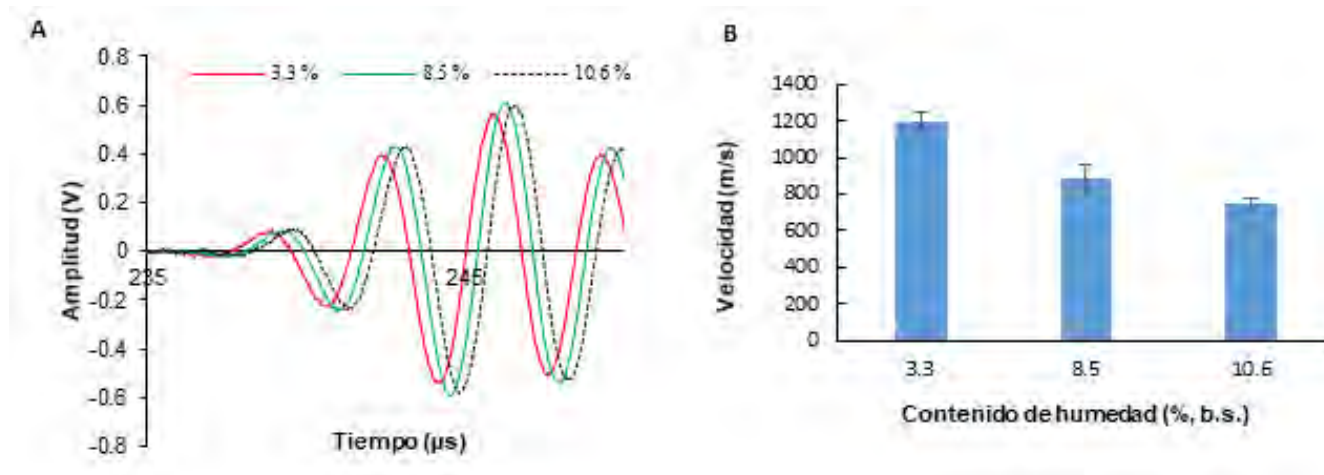 A
0.8
3.3 % 8.5 % 10.6 %
0.6
0.4
0.2
0
-0.2
-0.4
-0.6
-0.8
235
245
Amplitud (V)
Tiempo (µs)
B
1400
1200
1000
800
600
400
200
0
Velocidad (m/s)
3.3 8.5 10.6
Contenido de humedad (%, b.s.)